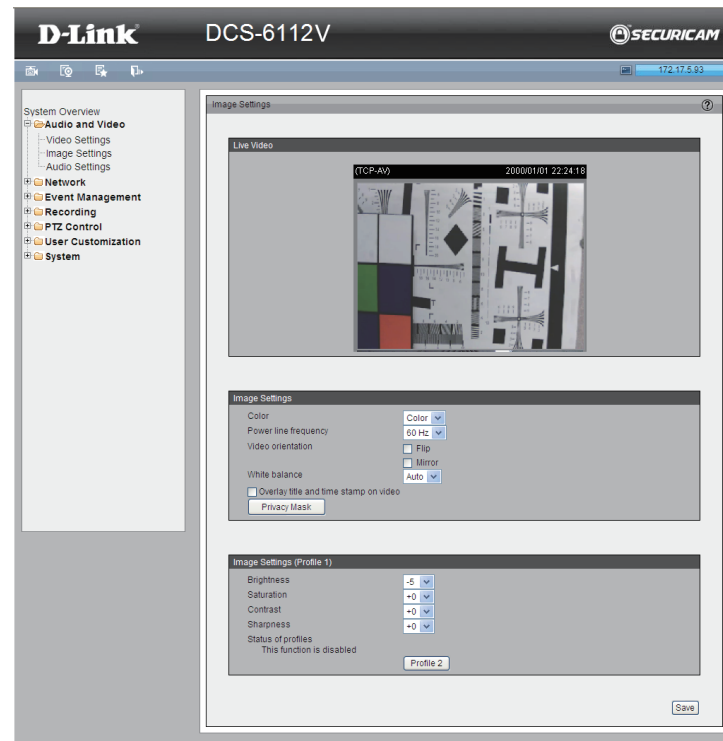 D-Link
DCS-6112V
SECURICAM
172.17.5.93
System Overview
Audio and Video
Video Settings
Image Settings
Audio Settings
Network
Event Management
Recording
PTZ Control
User Customization
System
Image Settings
?
Live Video
(TCP-AV) 2000/01/01 22:24:18
Image Settings
Color Color
Power line frequency 60 Hz
Video orientation Flip
Mirror
White balance Auto
Overlay title and time stamp on video
Privacy Mask
Image Settings (Profile 1)
Brightness -5
Saturation +0
Contrast +0
Sharpness +0
Status of profiles
This function is disabled
Profile 2
Save